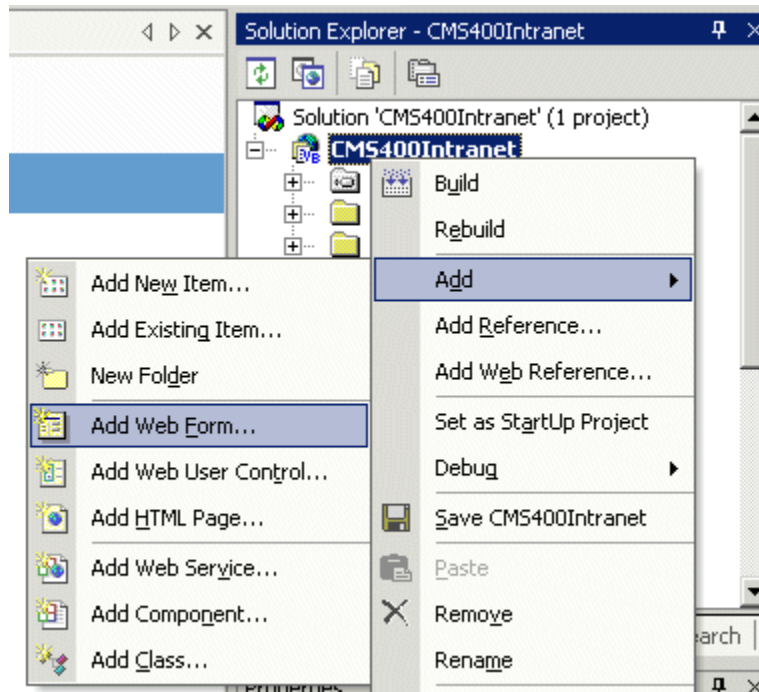 Solution Explorer - CMS400Intranet
Solution 'CMS400Intranet' (1 project)
CMS400Intranet
Build
Rebuild
Add
Add Reference...
Add Web Reference...
Set as StartUp Project
Debug
Save CMS400Intranet
Paste
Remove
Rename
Add New Item...
Add Existing Item...
New Folder
Add Web Form...
Add Web User Control...
Add HTML Page...
Add Web Service...
Add Component...
Add Class...
earch
Properties